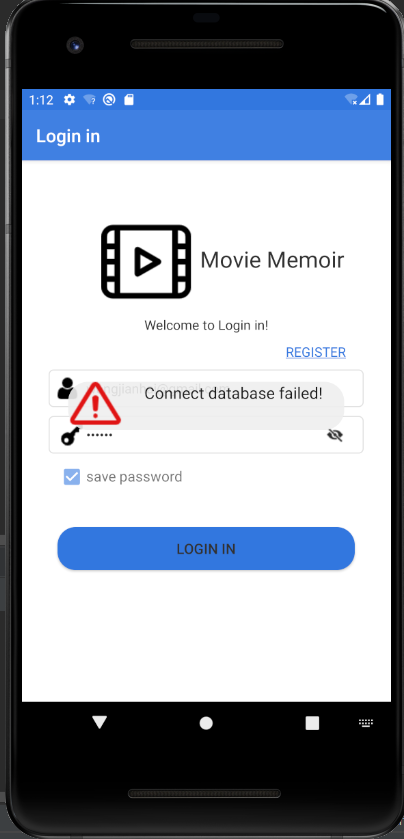 1:12
Login in
Movie Memoir
Welcome to Login in!
REGISTER
Connect database failed!
••••••
save password
LOGIN IN